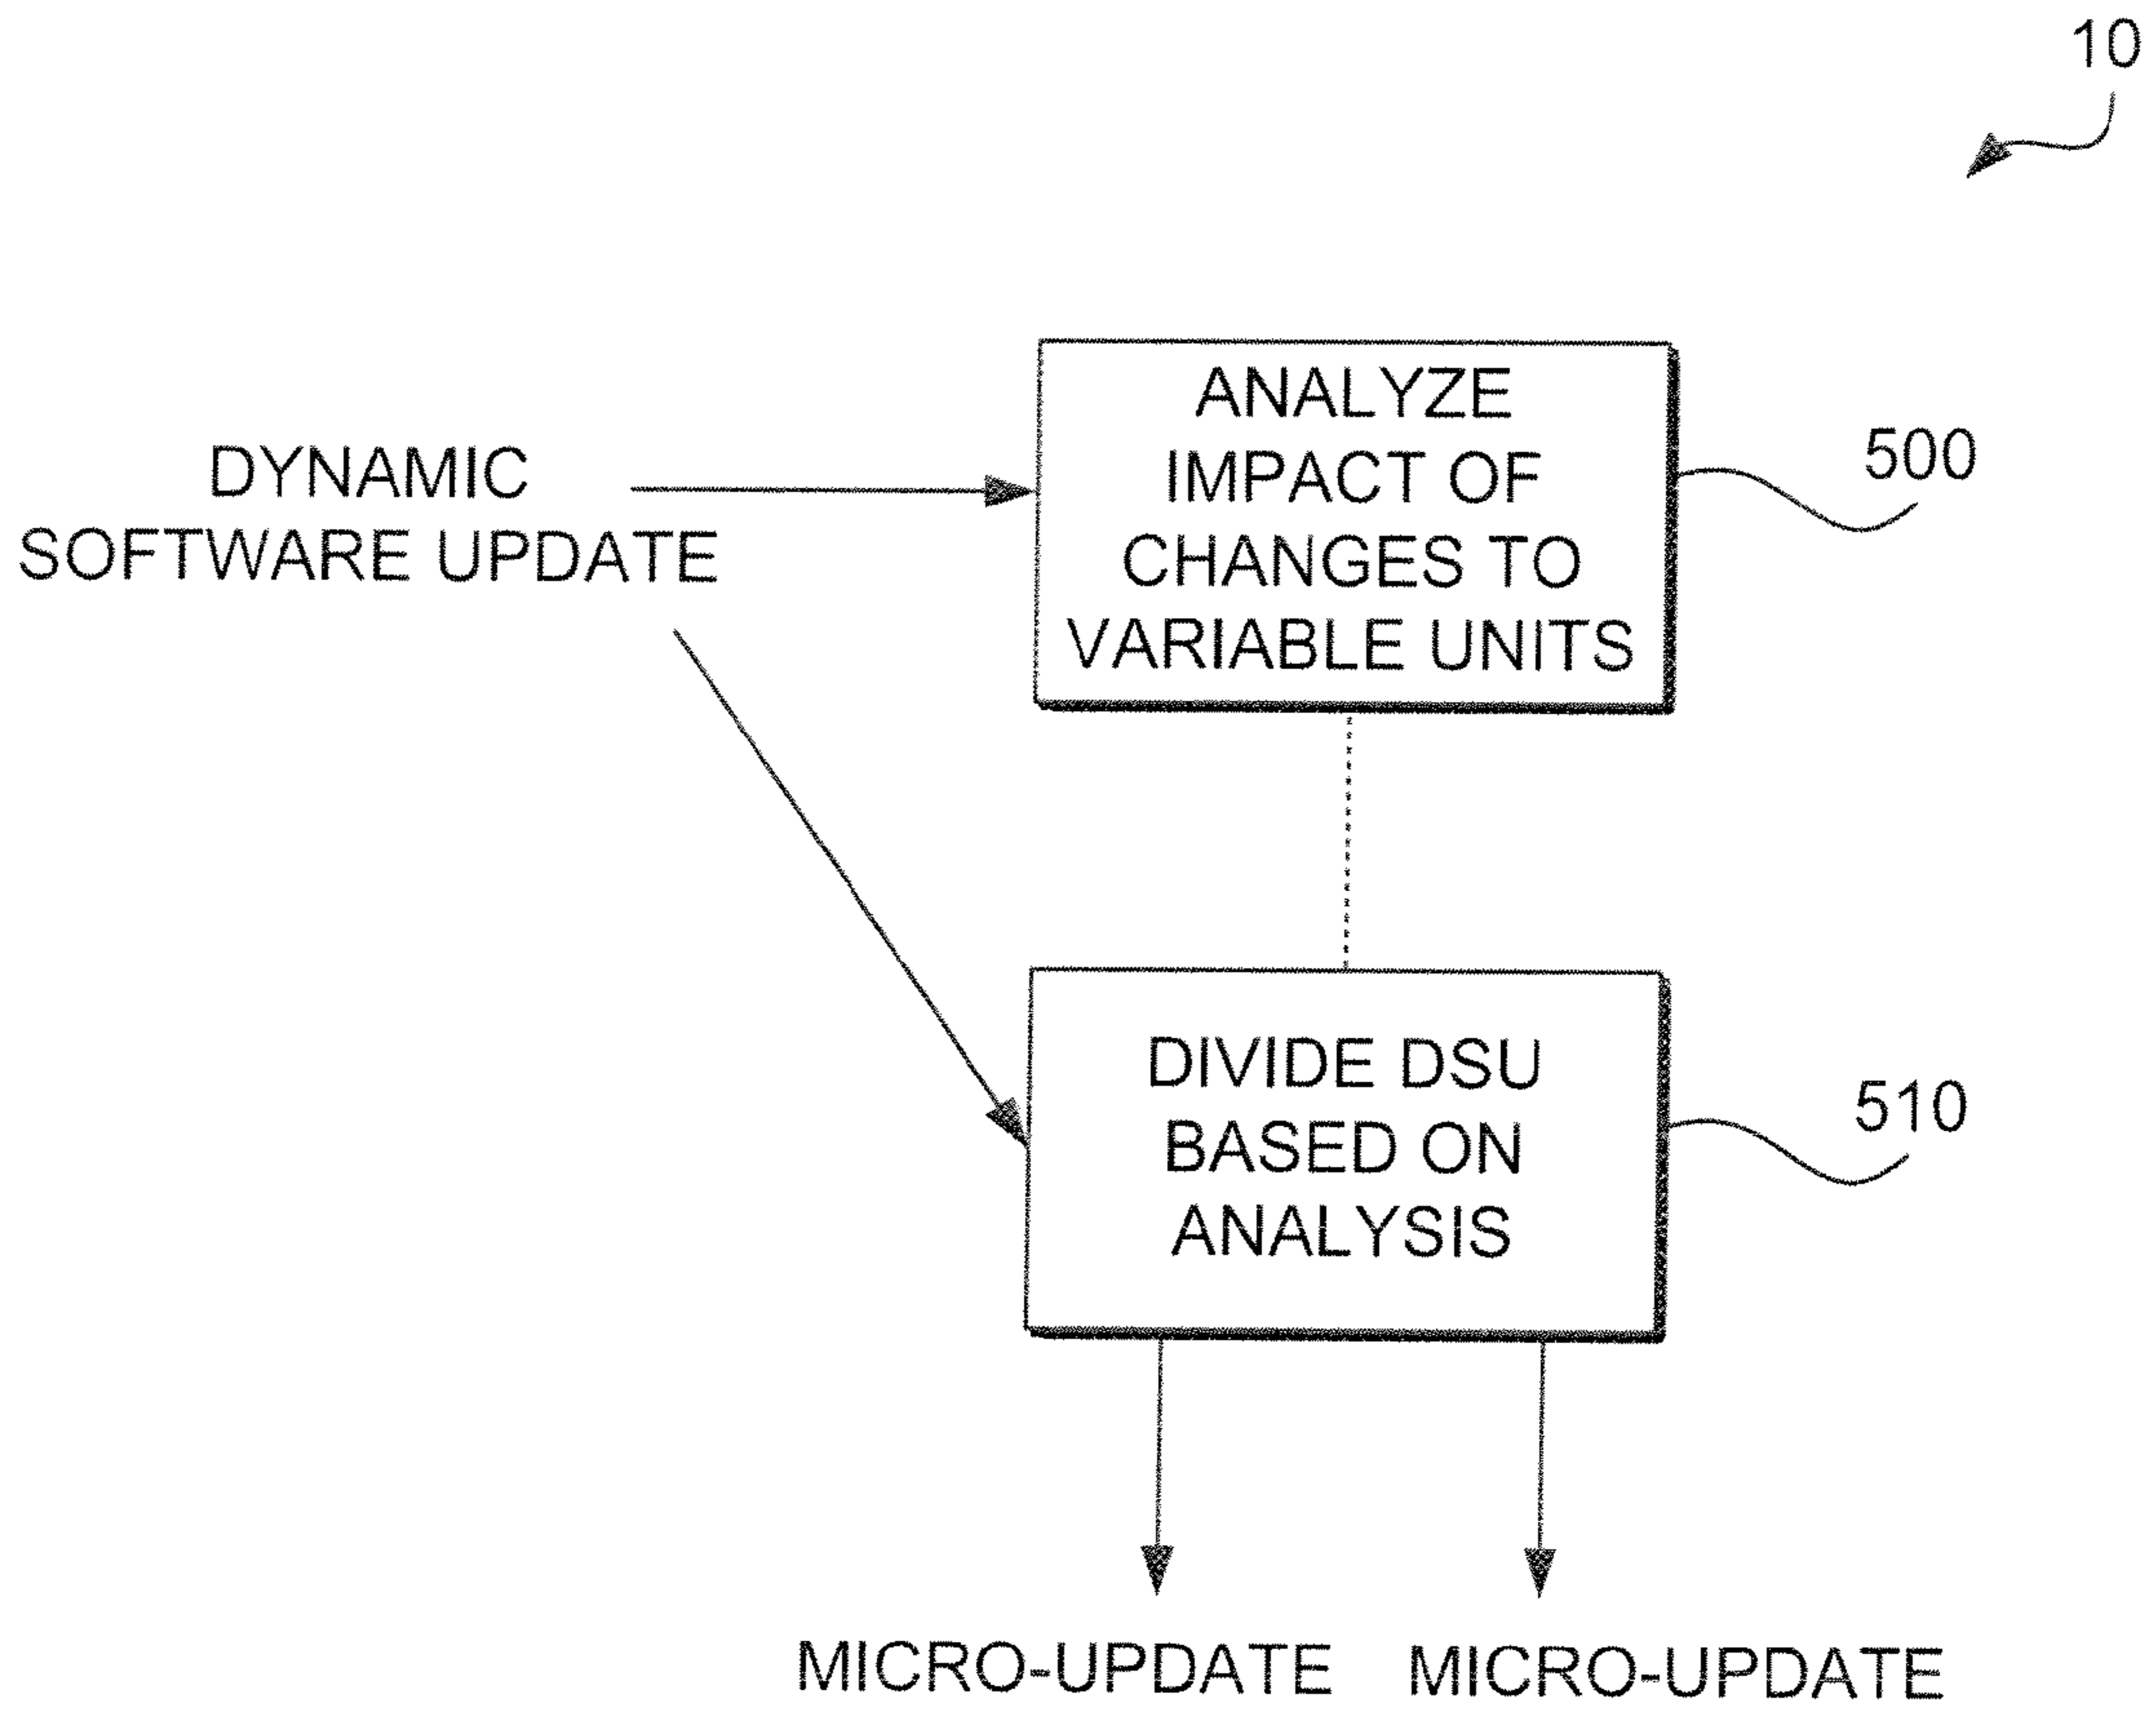 10
ANALYZE
IMPACT OF
CHANGES TO
VARIABLE UNITS
500
DYNAMIC
SOFTWARE UPDATE
DIVIDE DSU
BASED ON
ANALYSIS
510
MICRO-UPDATE
MICRO-UPDATE